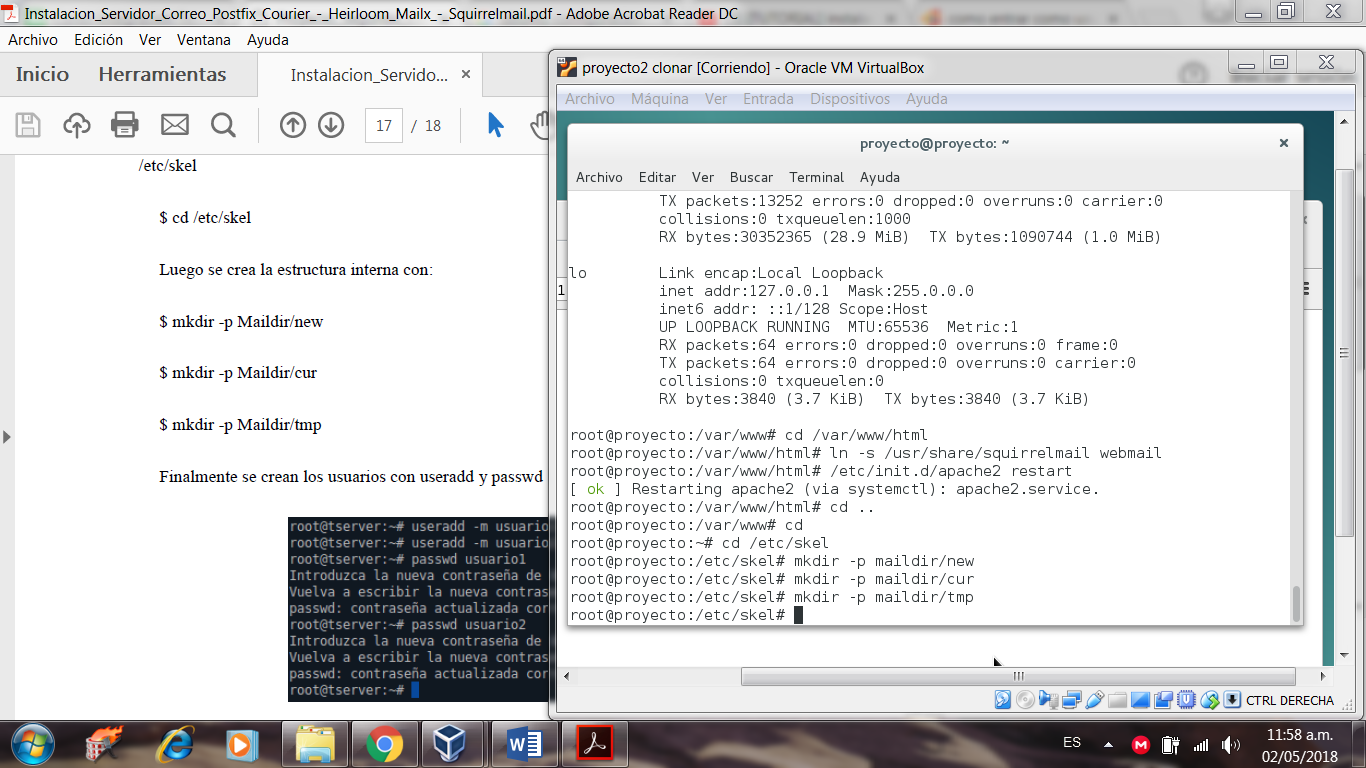 Instalacion_Servidor_Correo_Postfix_Courier_-_Heirloom_Mailx_-_Squirrelmail.pdf - Adobe Acrobat Reader DC
Archivo Edición Ver Ventana Ayuda
Inicio Herramientas Instalacion_Servido... ×
17 / 18
/etc/skel
$ cd /etc/skel
Luego se crea la estructura interna con:
$ mkdir -p Maildir/new
$ mkdir -p Maildir/cur
$ mkdir -p Maildir/tmp
Finalmente se crean los usuarios con useradd y passwd
root@tserver:~# useradd -m usuario
root@tserver:~# useradd -m usuario
root@tserver:~# passwd usuario1
Introduzca la nueva contraseña de
Vuelva a escribir la nueva contras
passwd: contraseña actualizada cor
root@tserver:~# passwd usuario2
Introduzca la nueva contraseña de
Vuelva a escribir la nueva contras
passwd: contraseña actualizada cor
root@tserver:~#
proyecto2 clonar [Corriendo] - Oracle VM VirtualBox
Archivo Máquina Ver Entrada Dispositivos Ayuda
proyecto@proyecto: ~ ×
Archivo Editar Ver Buscar Terminal Ayuda
TX packets:13252 errors:0 dropped:0 overruns:0 carrier:0
collisions:0 txqueuelen:1000
RX bytes:30352365 (28.9 MiB)  TX bytes:1090744 (1.0 MiB)
lo Link encap:Local Loopback
inet addr:127.0.0.1  Mask:255.0.0.0
inet6 addr: ::1/128 Scope:Host
UP LOOPBACK RUNNING  MTU:65536  Metric:1
RX packets:64 errors:0 dropped:0 overruns:0 frame:0
TX packets:64 errors:0 dropped:0 overruns:0 carrier:0
collisions:0 txqueuelen:0
RX bytes:3840 (3.7 KiB)  TX bytes:3840 (3.7 KiB)
root@proyecto:/var/www# cd /var/www/html
root@proyecto:/var/www/html# ln -s /usr/share/squirrelmail webmail
root@proyecto:/var/www/html# /etc/init.d/apache2 restart
[ ok ] Restarting apache2 (via systemctl): apache2.service.
root@proyecto:/var/www/html# cd ..
root@proyecto:/var/www# cd
root@proyecto:~# cd /etc/skel
root@proyecto:/etc/skel# mkdir -p maildir/new
root@proyecto:/etc/skel# mkdir -p maildir/cur
root@proyecto:/etc/skel# mkdir -p maildir/tmp
root@proyecto:/etc/skel#
1
CTRL DERECHA
ES
11:58 a.m.
02/05/2018